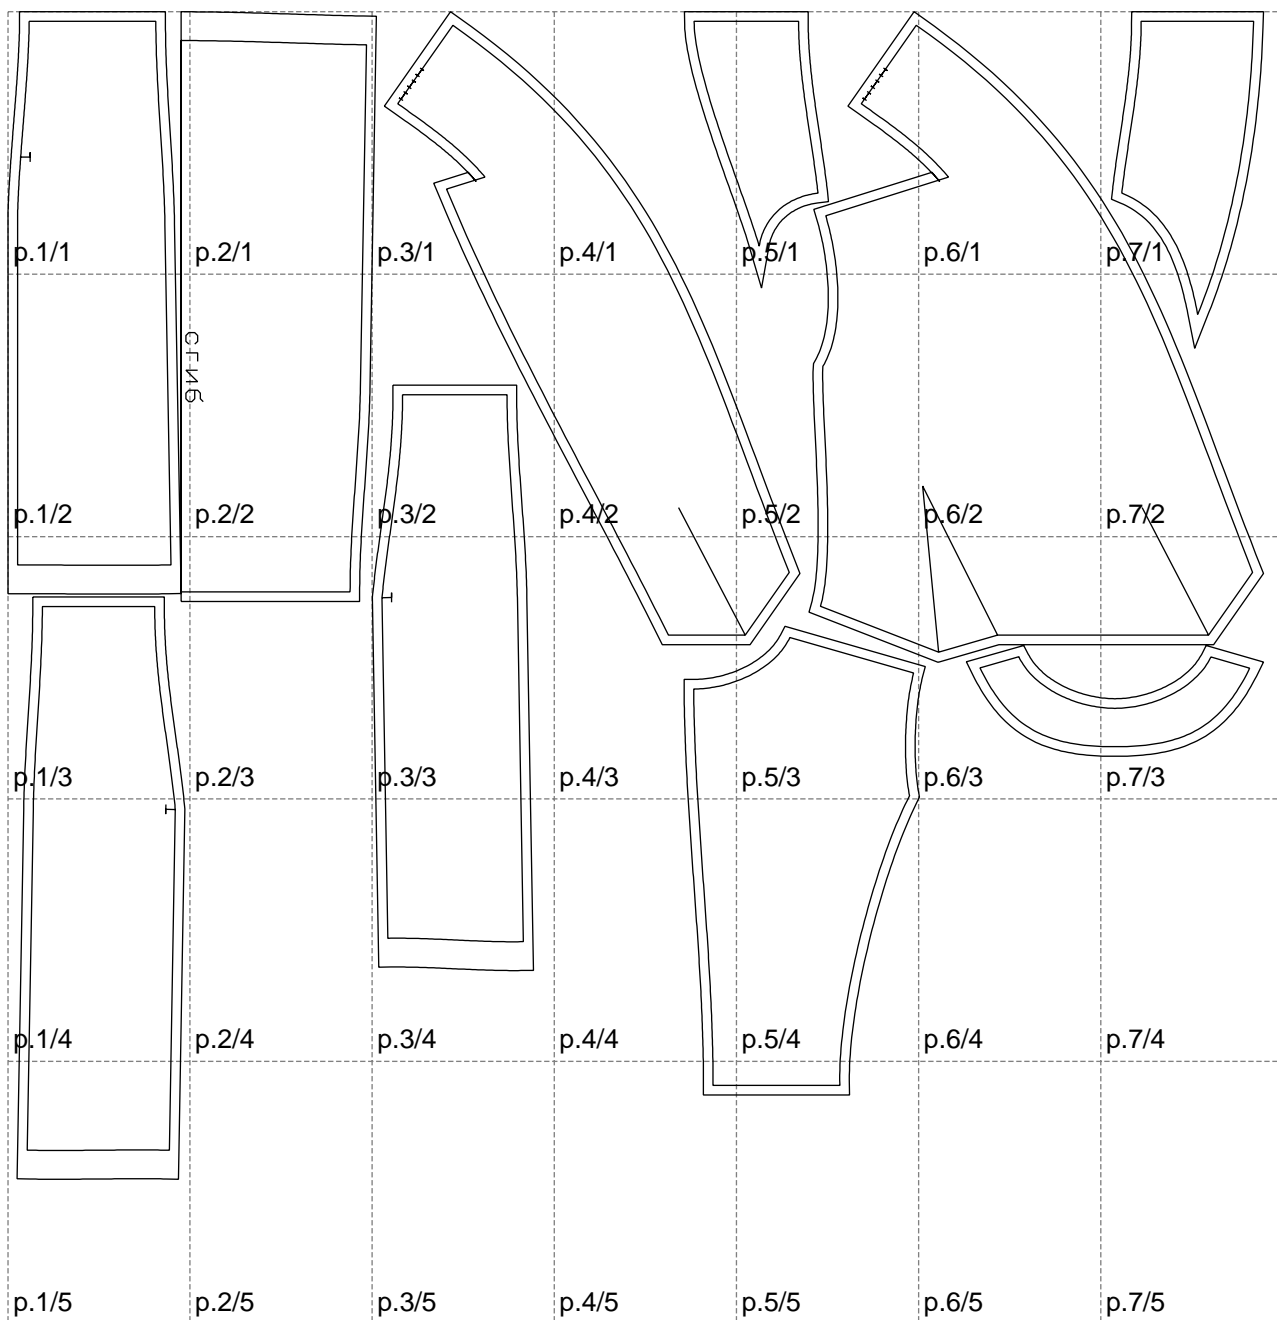 p.1/1 p.2/1 p.3/1 p.4/1 p.5/1 p.6/1 p.7/1
сгиб
p.1/2 p.2/2 p.3/2 p.4/2 p.5/2 p.6/2 p.7/2
p.1/3 p.2/3 p.3/3 p.4/3 p.5/3 p.6/3 p.7/3
p.1/4 p.2/4 p.3/4 p.4/4 p.5/4 p.6/4 p.7/4
p.1/5 p.2/5 p.3/5 p.4/5 p.5/5 p.6/5 p.7/5